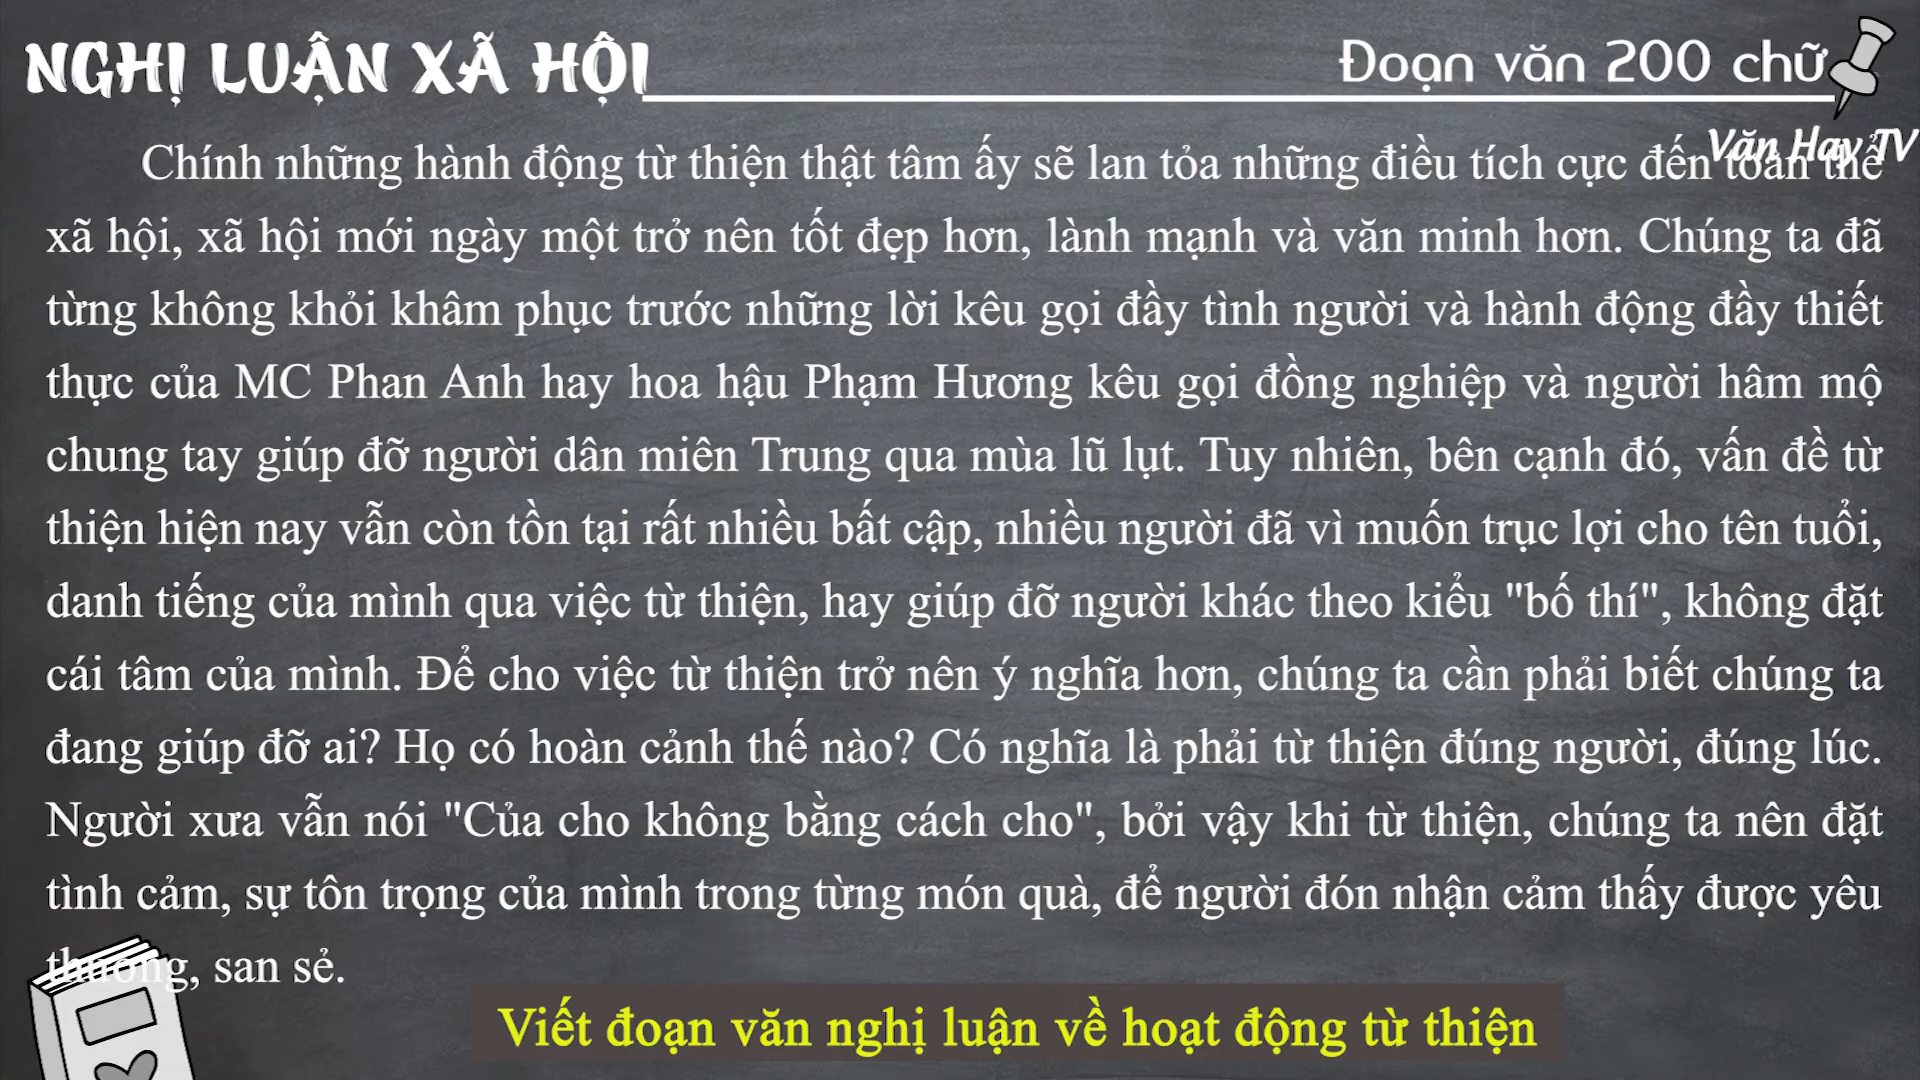 NGHỊ LUẬN XÃ HỘI
Đoạn văn 200 chữ
Văn Hay TV
Chính những hành động từ thiện thật tâm ấy sẽ lan tỏa những điều tích cực đến toàn thể
xã hội, xã hội mới ngày một trở nên tốt đẹp hơn, lành mạnh và văn minh hơn. Chúng ta đã
từng không khỏi khâm phục trước những lời kêu gọi đầy tình người và hành động đầy thiết
thực của MC Phan Anh hay hoa hậu Phạm Hương kêu gọi đồng nghiệp và người hâm mộ
chung tay giúp đỡ người dân miên Trung qua mùa lũ lụt. Tuy nhiên, bên cạnh đó, vấn đề từ
thiện hiện nay vẫn còn tồn tại rất nhiều bất cập, nhiều người đã vì muốn trục lợi cho tên tuổi,
danh tiếng của mình qua việc từ thiện, hay giúp đỡ người khác theo kiểu "bố thí", không đặt
cái tâm của mình. Để cho việc từ thiện trở nên ý nghĩa hơn, chúng ta cần phải biết chúng ta
đang giúp đỡ ai? Họ có hoàn cảnh thế nào? Có nghĩa là phải từ thiện đúng người, đúng lúc.
Người xưa vẫn nói "Của cho không bằng cách cho", bởi vậy khi từ thiện, chúng ta nên đặt
tình cảm, sự tôn trọng của mình trong từng món quà, để người đón nhận cảm thấy được yêu
thương, san sẻ.
Viết đoạn văn nghị luận về hoạt động từ thiện